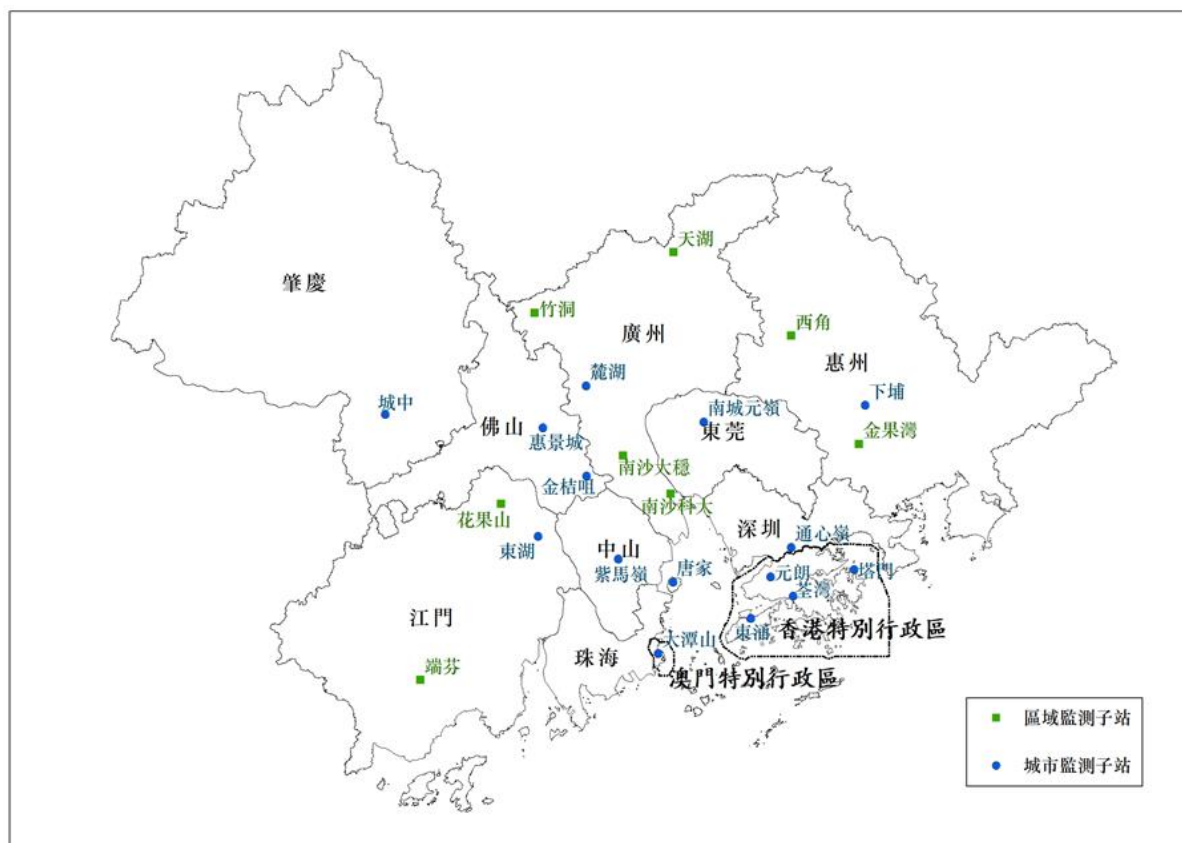 天湖
肇慶
竹洞
廣州
西角
惠州
麓湖
下埔
城中
南城元嶺
佛山
東莞
惠景城
金果灣
南沙大穩
金桔咀
南沙科大
花果山
深圳
通心嶺
東湖
中山
紫馬嶺
唐家
元朗
塔門
荃灣
江門
東涌
香港特別行政區
大潭山
珠海
端芬
澳門特別行政區
區域監測子站
城市監測子站